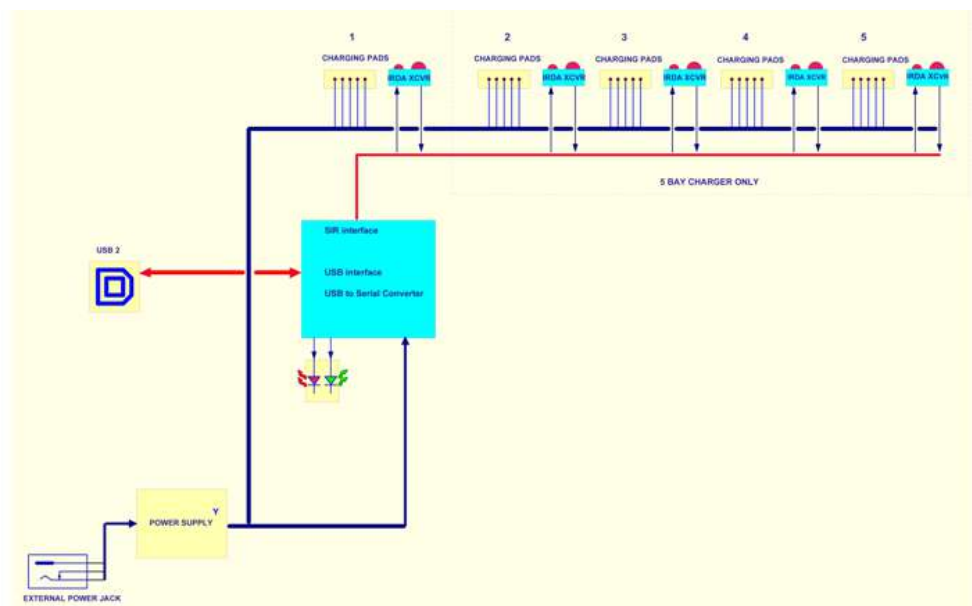 1
2
3
4
5
CHARGING PADS
IRDA XCVR
CHARGING PADS
IRDA XCVR
CHARGING PADS
IRDA XCVR
CHARGING PADS
IRDA XCVR
CHARGING PADS
IRDA XCVR
5 BAY CHARGER ONLY
SIR interface
USB 2
USB interface
USB to Serial Converter
Y
POWER SUPPLY
EXTERNAL POWER JACK